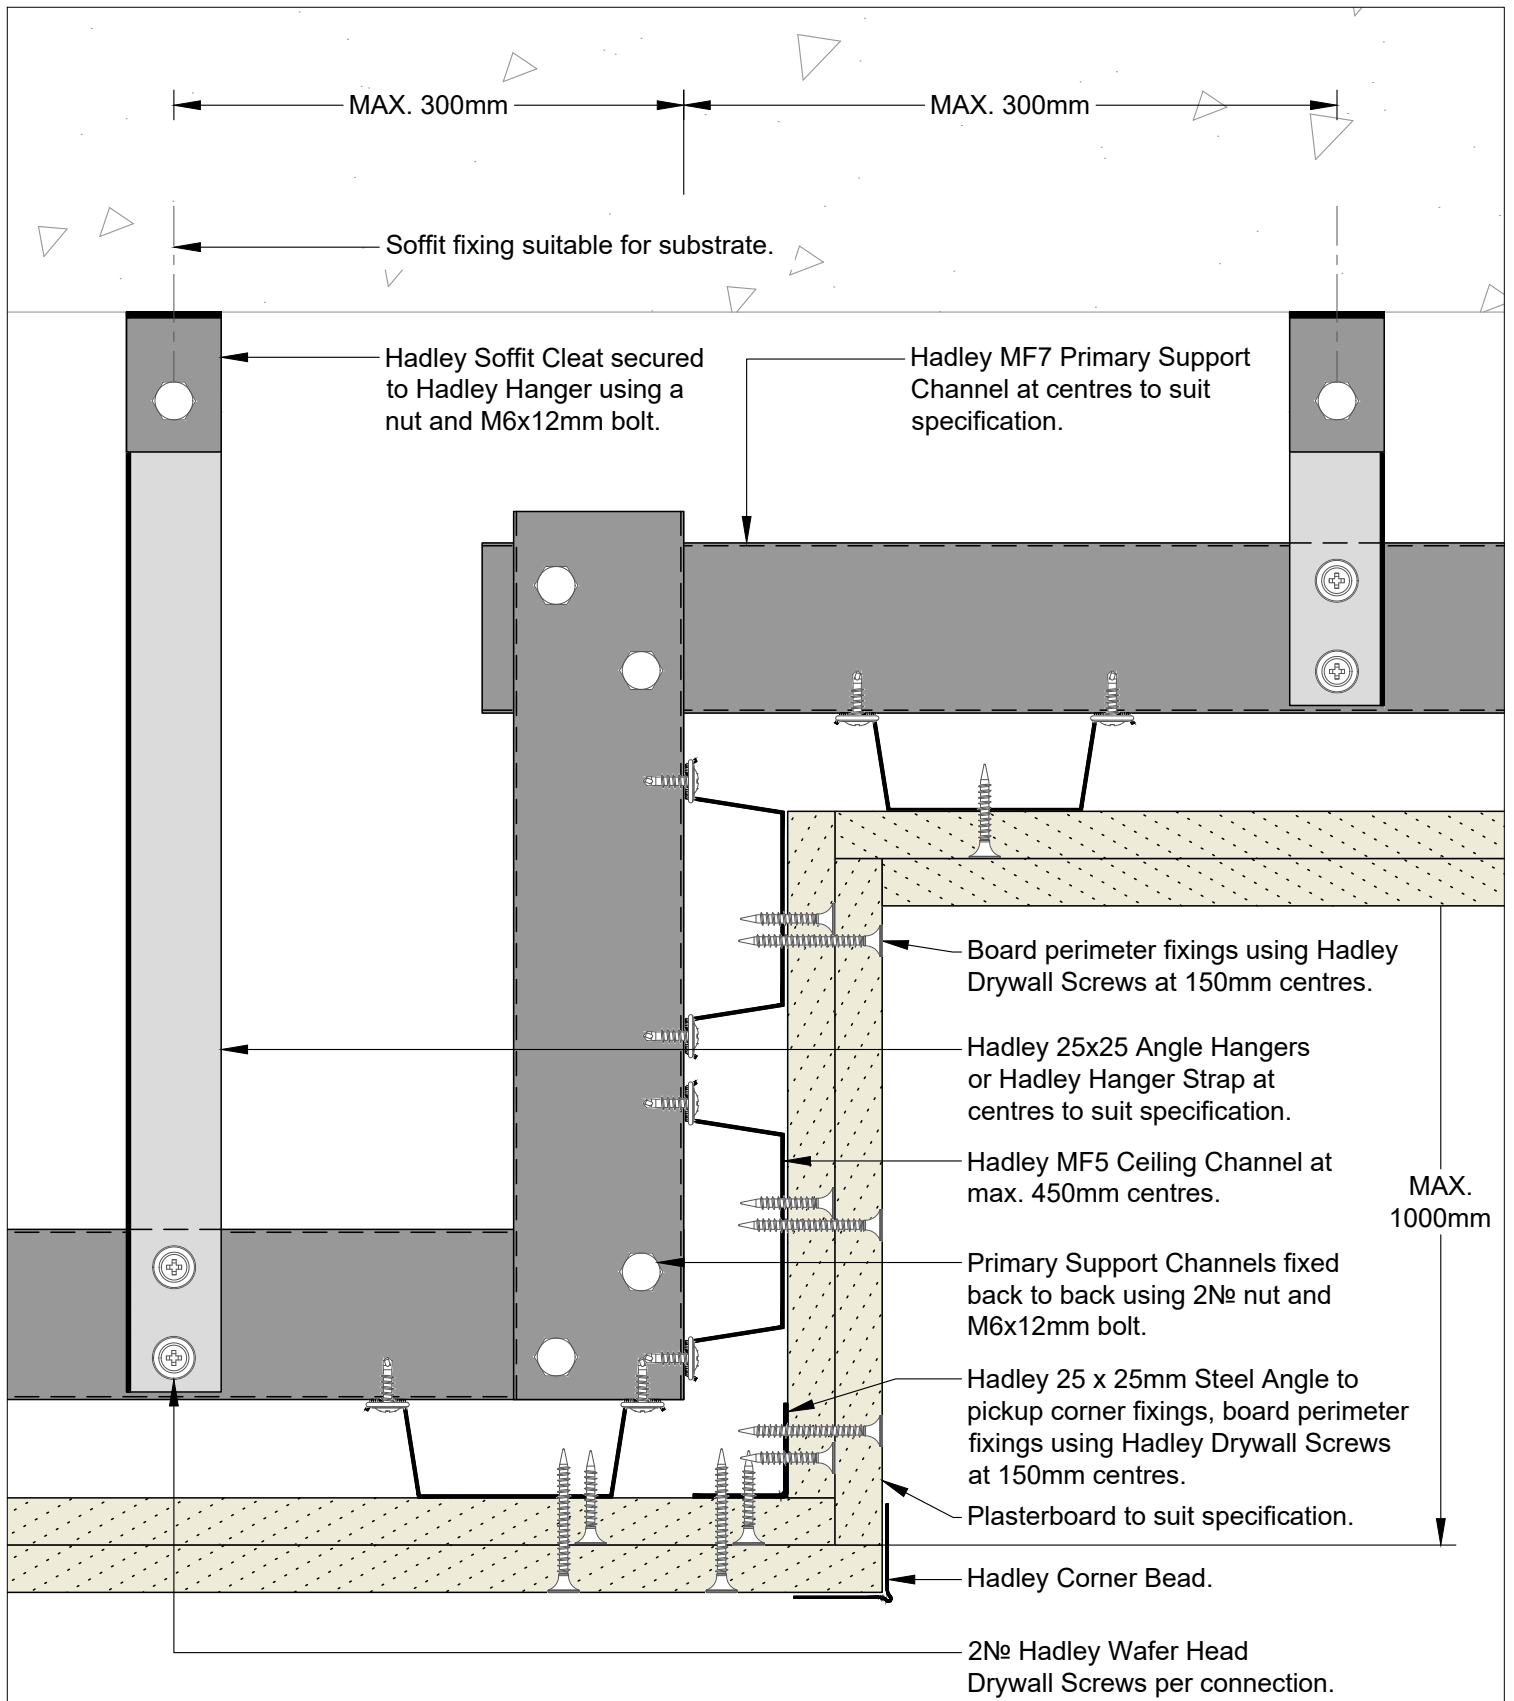 MAX. 300mm
MAX. 300mm
Soffit fixing suitable for substrate.
Hadley Soffit Cleat secured
to Hadley Hanger using a
nut and M6x12mm bolt.
Hadley MF7 Primary Support
Channel at centres to suit
specification.
Board perimeter fixings using Hadley
Drywall Screws at 150mm centres.
Hadley 25x25 Angle Hangers
or Hadley Hanger Strap at
centres to suit specification.
Hadley MF5 Ceiling Channel at
max. 450mm centres.
MAX.
1000mm
Primary Support Channels fixed
back to back using 2№ nut and
M6x12mm bolt.
Hadley 25 x 25mm Steel Angle to
pickup corner fixings, board perimeter
fixings using Hadley Drywall Screws
at 150mm centres.
Plasterboard to suit specification.
Hadley Corner Bead.
2№ Hadley Wafer Head
Drywall Screws per connection.